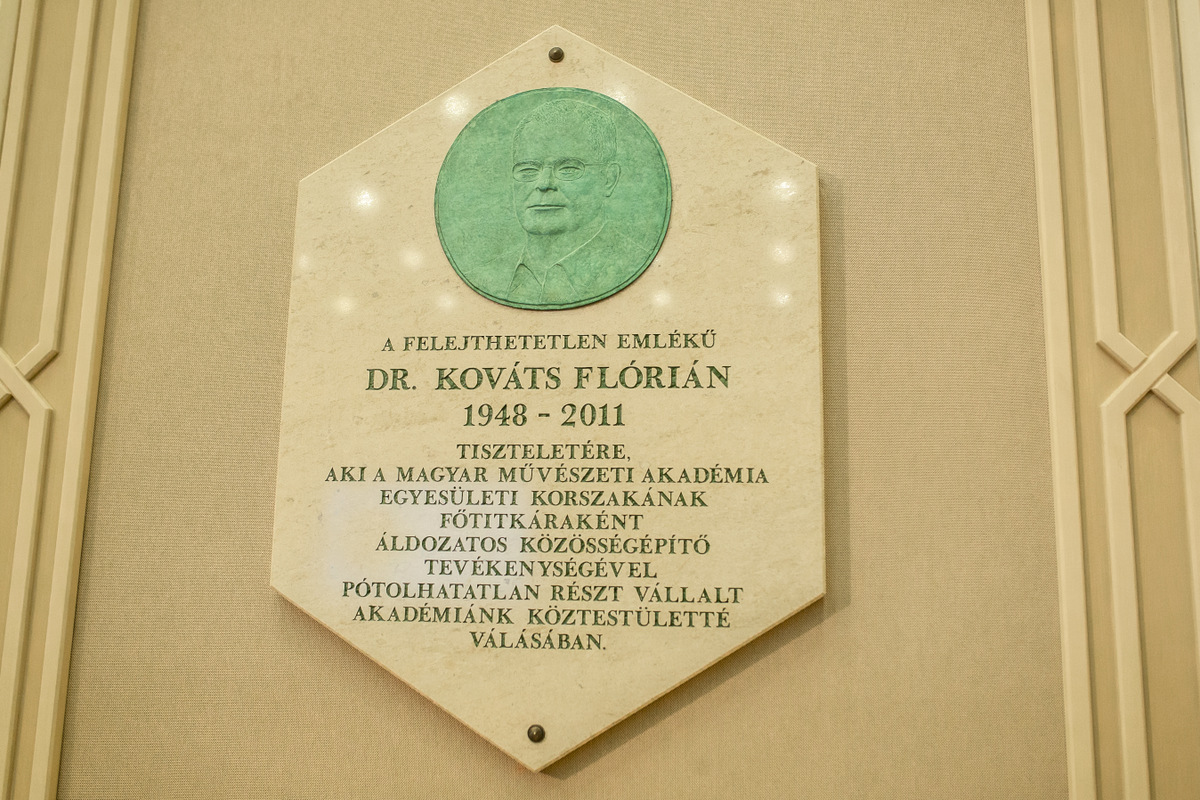 A FELEJTHETETLEN EMLÉKŰ
DR. KOVÁTS FLÓRIÁN
1948 - 2011
TISZTELETÉRE,
AKI A MAGYAR MŰVÉSZETI AKADÉMIA
EGYESÜLETI KORSZAKÁNAK
FŐTITKÁRAKÉNT
ÁLDOZATOS KÖZÖSSÉGÉPÍTŐ
TEVÉKENYSÉGÉVEL
PÓTOLHATATLAN RÉSZT VÁLLALT
AKADÉMIÁNK KÖZTESTÜLETTÉ
VÁLÁSÁBAN.